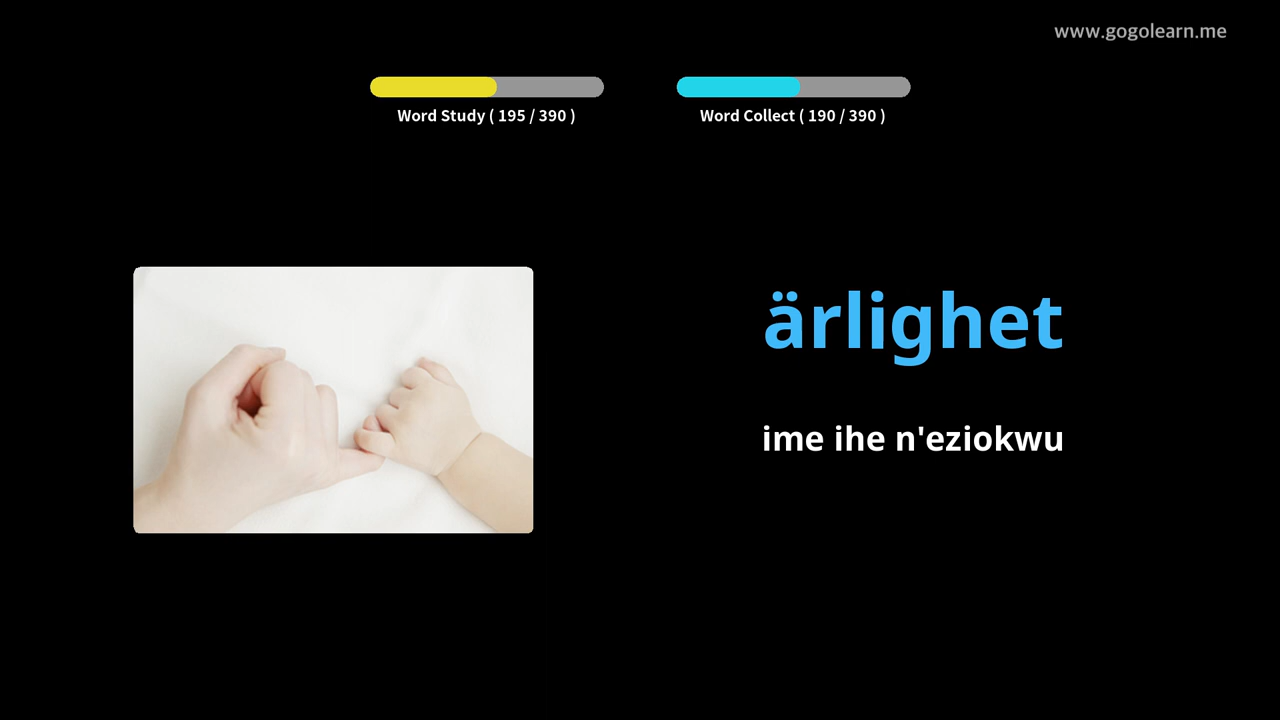 www.gogolearn.me
Word Study ( 195 / 390 )
Word Collect ( 190 / 390 )
ärlighet
ime ihe n'eziokwu